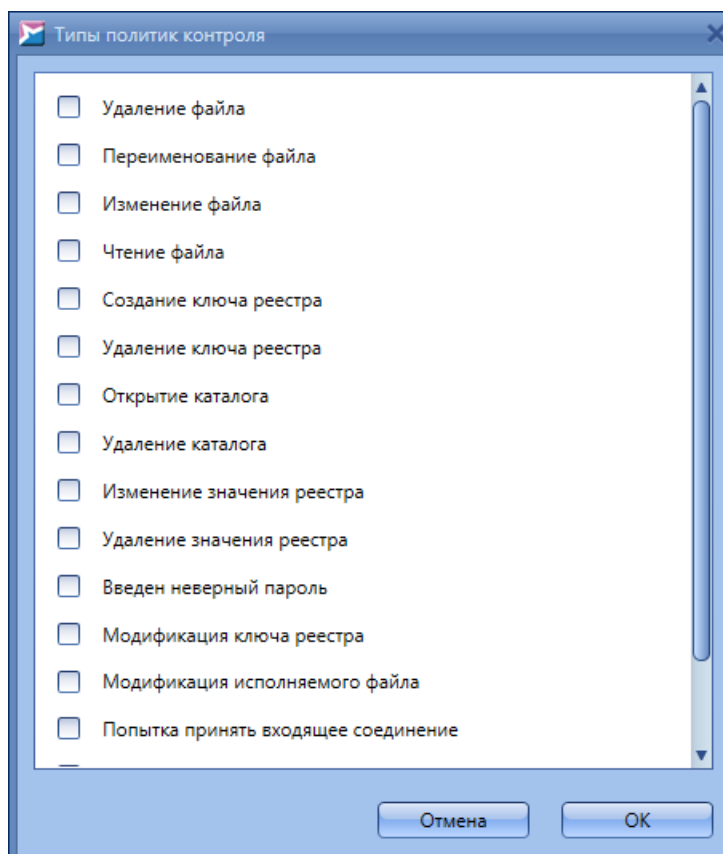 Типы политик контроля
Удаление файла
Переименование файла
Изменение файла
Чтение файла
Создание ключа реестра
Удаление ключа реестра
Открытие каталога
Удаление каталога
Изменение значения реестра
Удаление значения реестра
Введен неверный пароль
Модификация ключа реестра
Модификация исполняемого файла
Попытка принять входящее соединение
Отмена
ОК